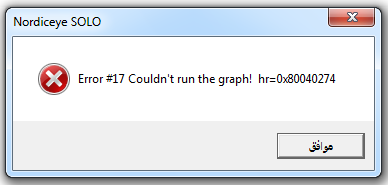 Nordiceye SOLO
Error #17 Couldn't run the graph!  hr=0x80040274
موافق